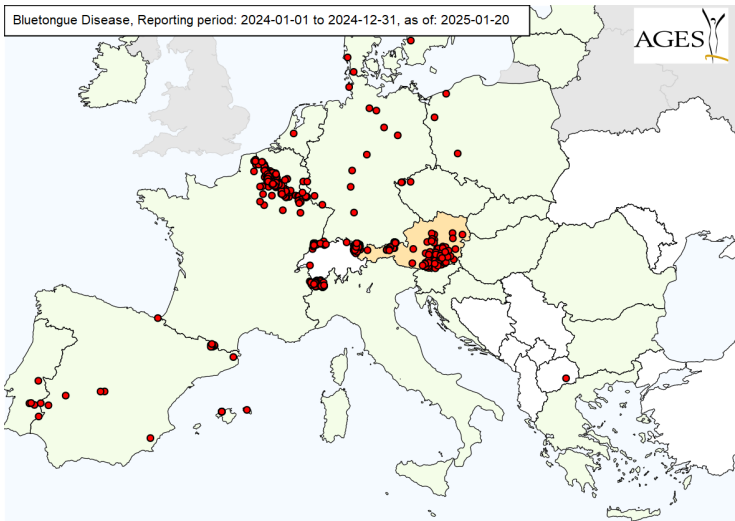 Bluetongue Disease, Reporting period: 2024-01-01 to 2024-12-31, as of: 2025-01-20
AGES